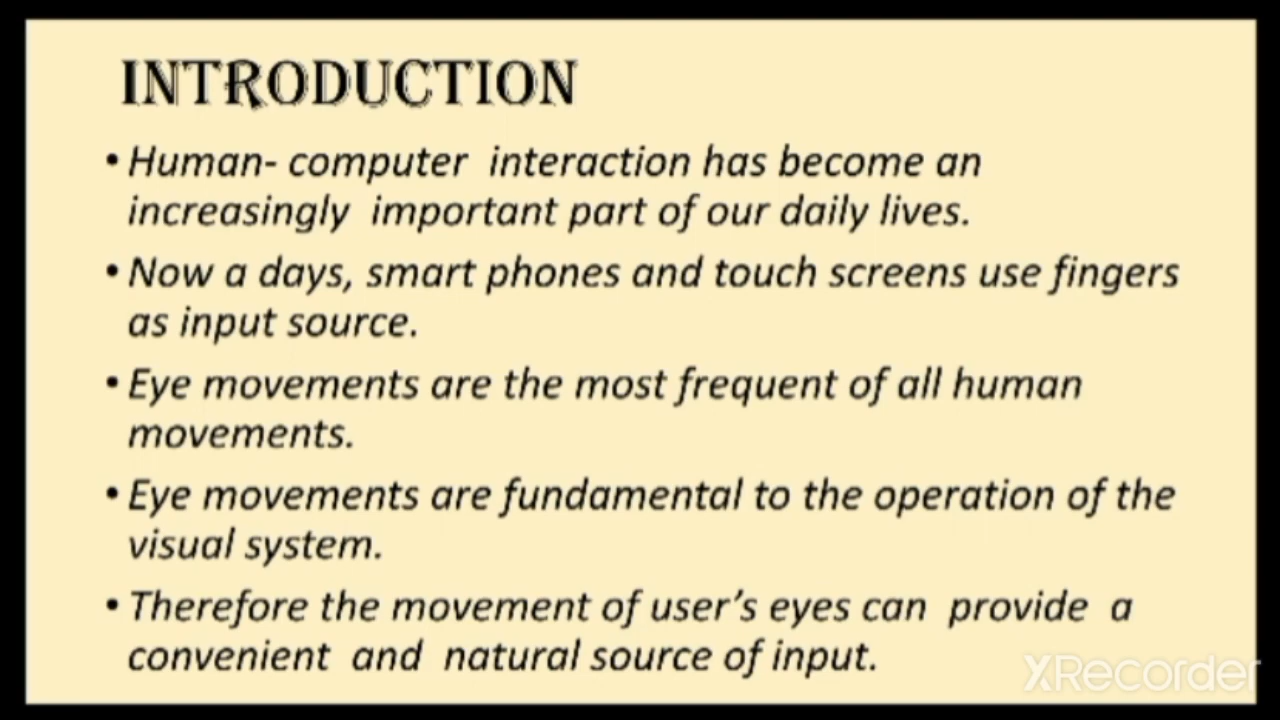 INTRODUCTION
• Human- computer interaction has become an
increasingly important part of our daily lives.
• Now a days, smart phones and touch screens use fingers
as input source.
• Eye movements are the most frequent of all human
movements.
• Eye movements are fundamental to the operation of the
visual system.
• Therefore the movement of user’s eyes can provide a
convenient and natural source of input.
XRecorder